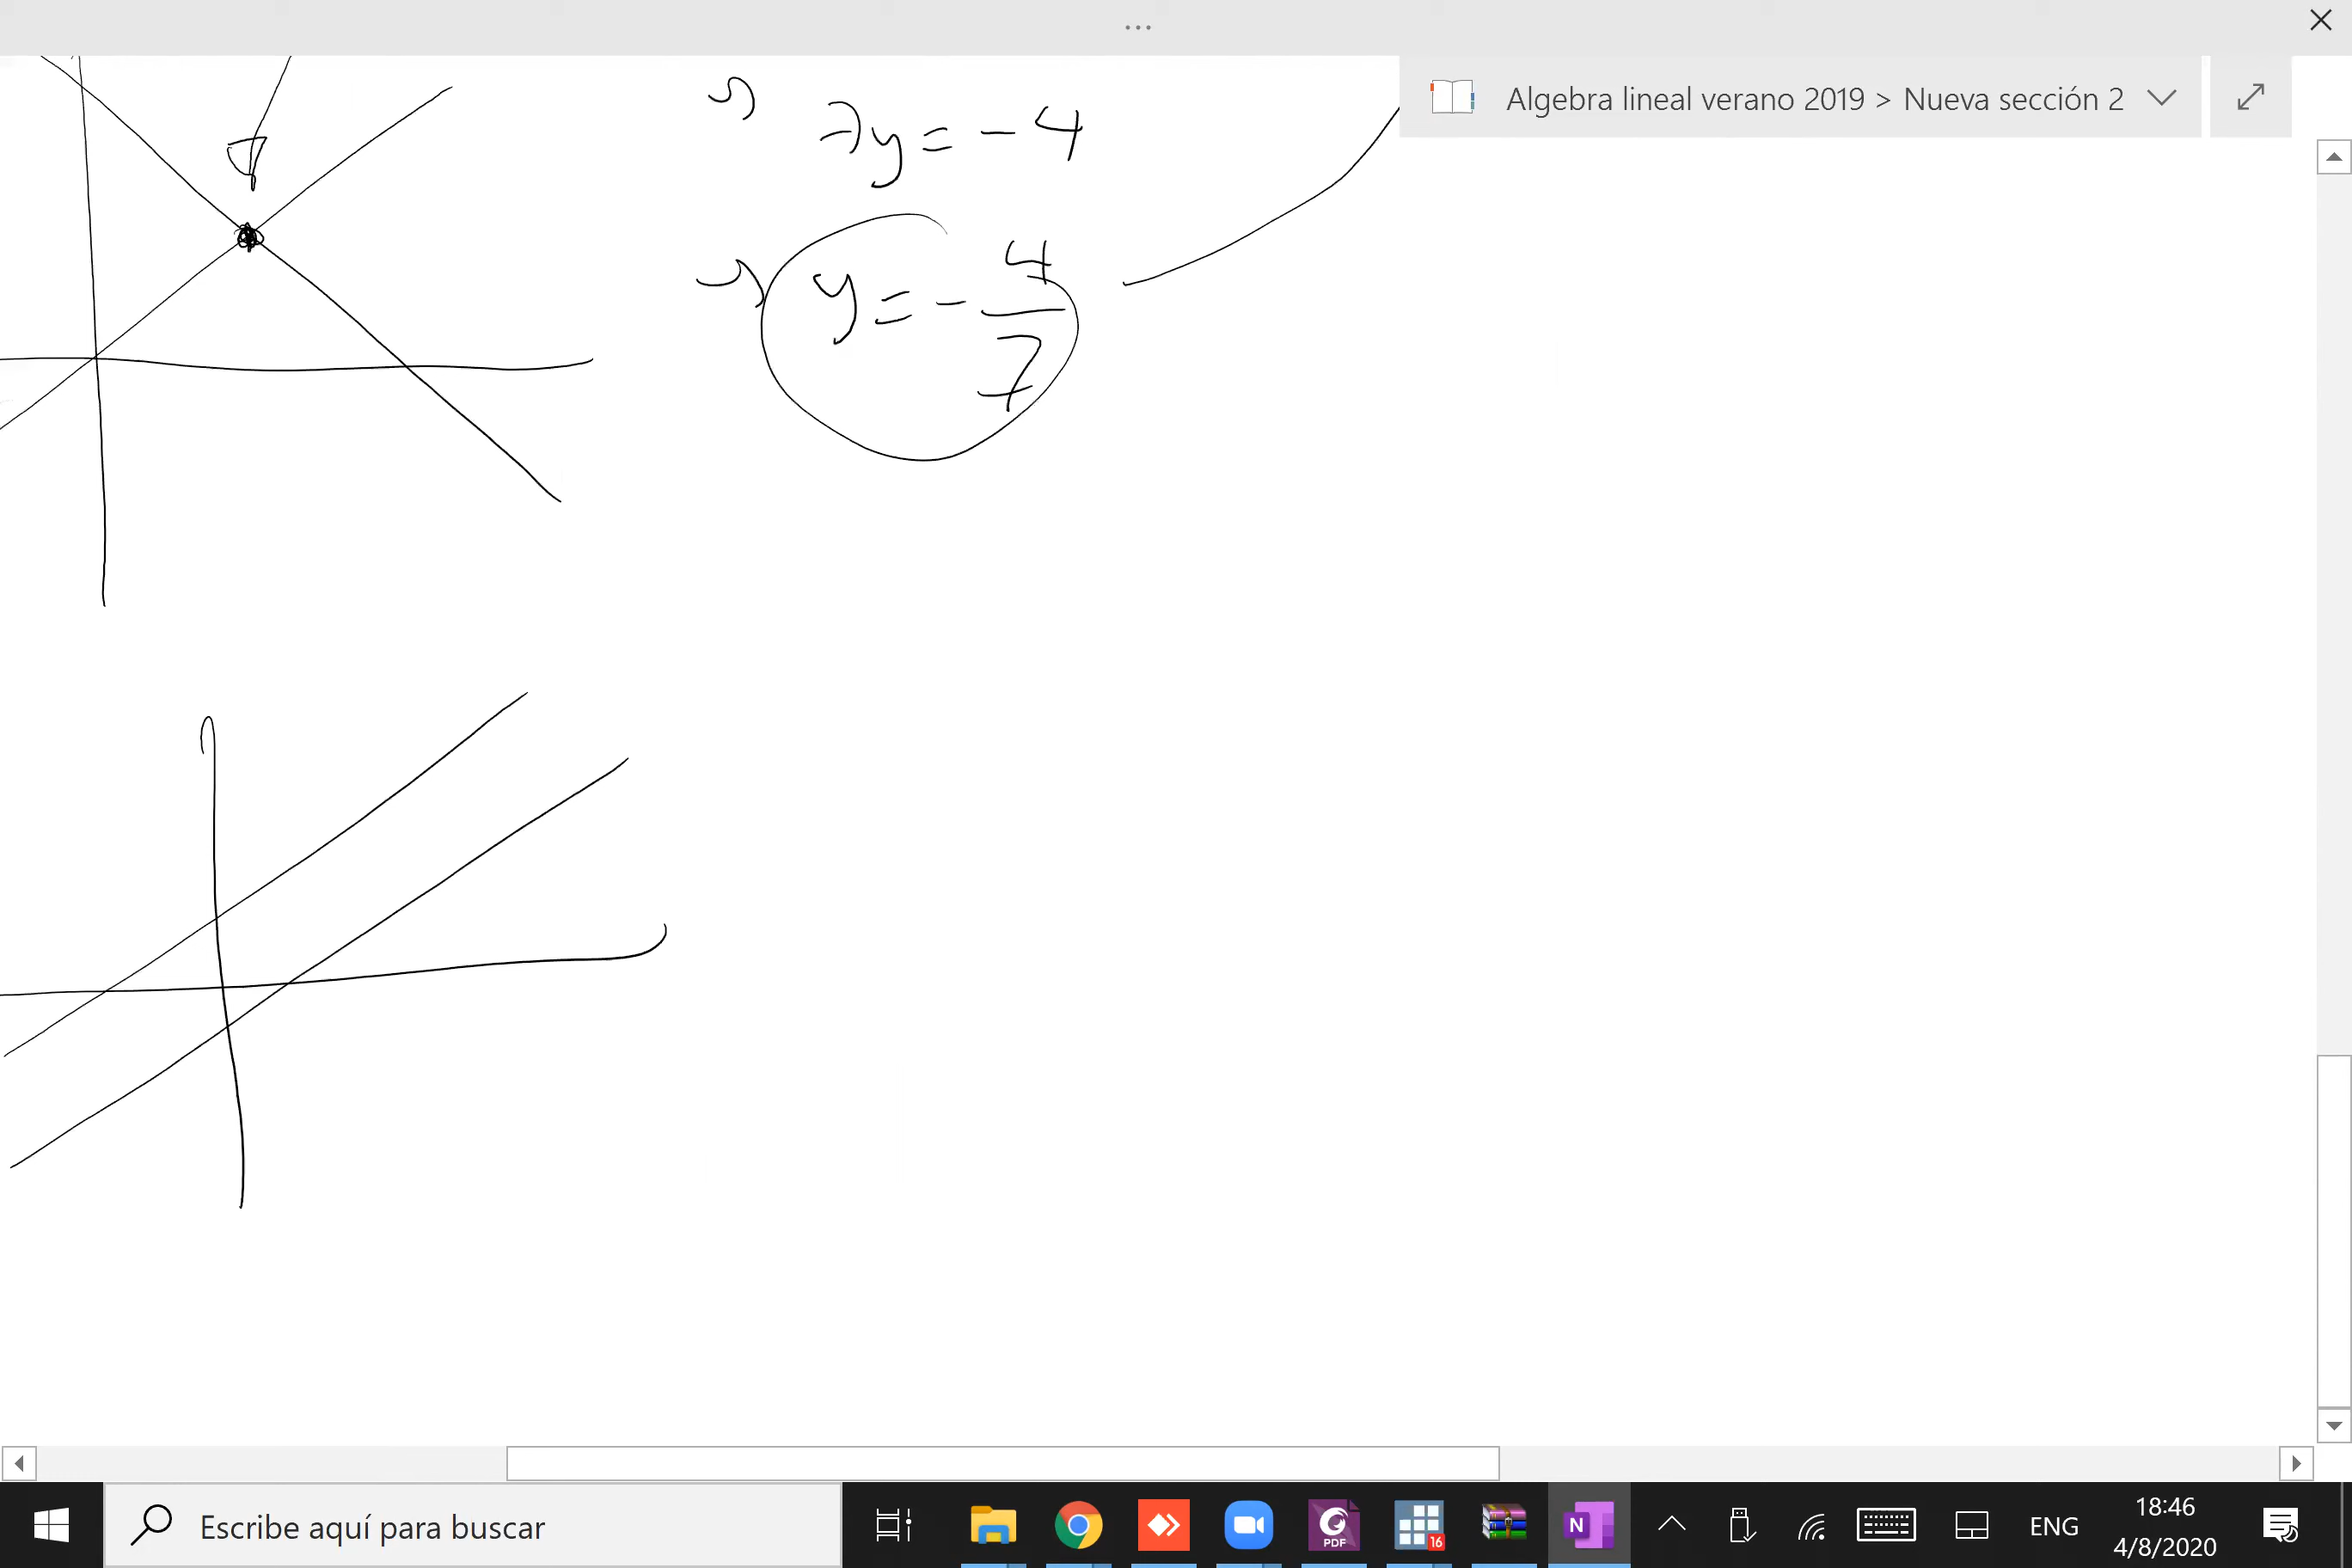 Algebra lineal verano 2019 > Nueva sección 2
7y = - 4
y = - 4/7
Escribe aquí para buscar
PDF
16
N
ENG
18:46
4/8/2020